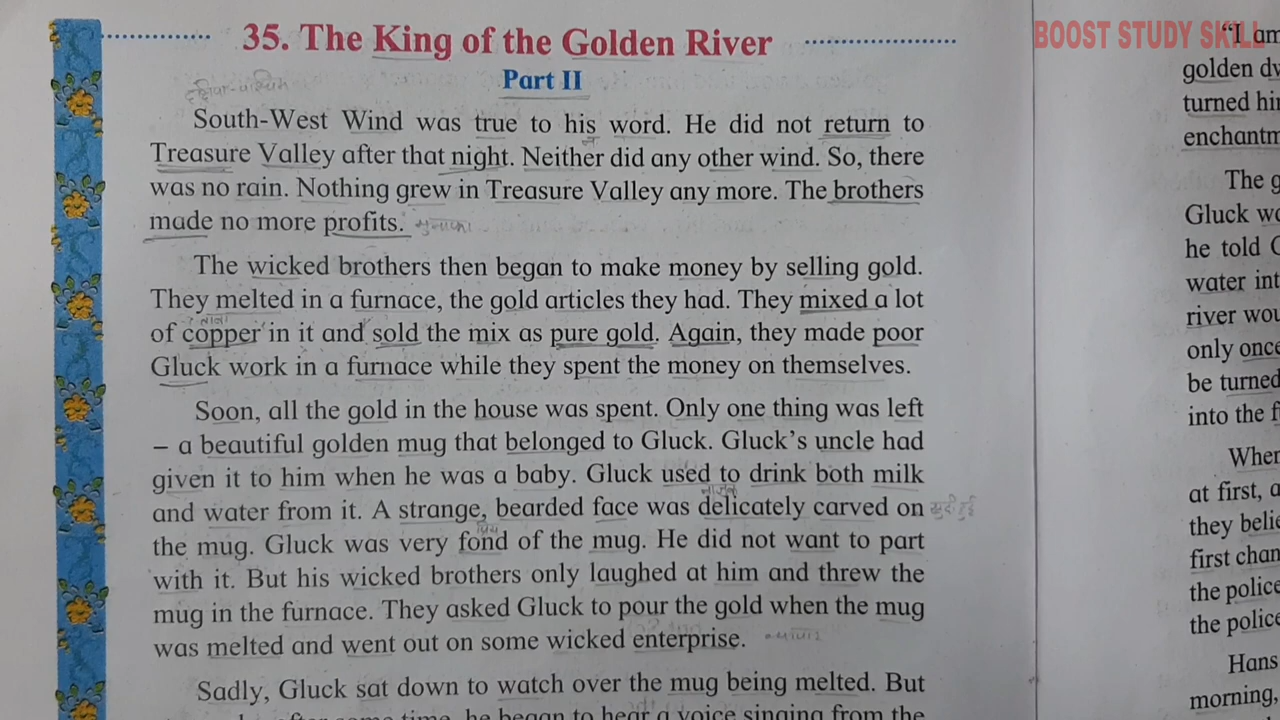 BOOST STUDY SKILL
35. The King of the Golden River
Part II
दक्षिण-पश्चिम
South-West Wind was true to his word. He did not return to
Treasure Valley after that night. Neither did any other wind. So, there
was no rain. Nothing grew in Treasure Valley any more. The brothers
made no more profits. मुनाफा
The wicked brothers then began to make money by selling gold.
They melted in a furnace, the gold articles they had. They mixed a lot
of copper in it and sold the mix as pure gold. Again, they made poor
Gluck work in a furnace while they spent the money on themselves.
Soon, all the gold in the house was spent. Only one thing was left
– a beautiful golden mug that belonged to Gluck. Gluck's uncle had
given it to him when he was a baby. Gluck used to drink both milk
and water from it. A strange, bearded face was delicately carved on
the mug. Gluck was very fond of the mug. He did not want to part
with it. But his wicked brothers only laughed at him and threw the
mug in the furnace. They asked Gluck to pour the gold when the mug
was melted and went out on some wicked enterprise.
Sadly, Gluck sat down to watch over the mug being melted. But
after some time, he began to hear a voice singing from the
"I am
golden
turned
The
Gluck
he told
water
river
only once
be turned
into the
When
at first,
they
first
the police
the police
Hans
morning,